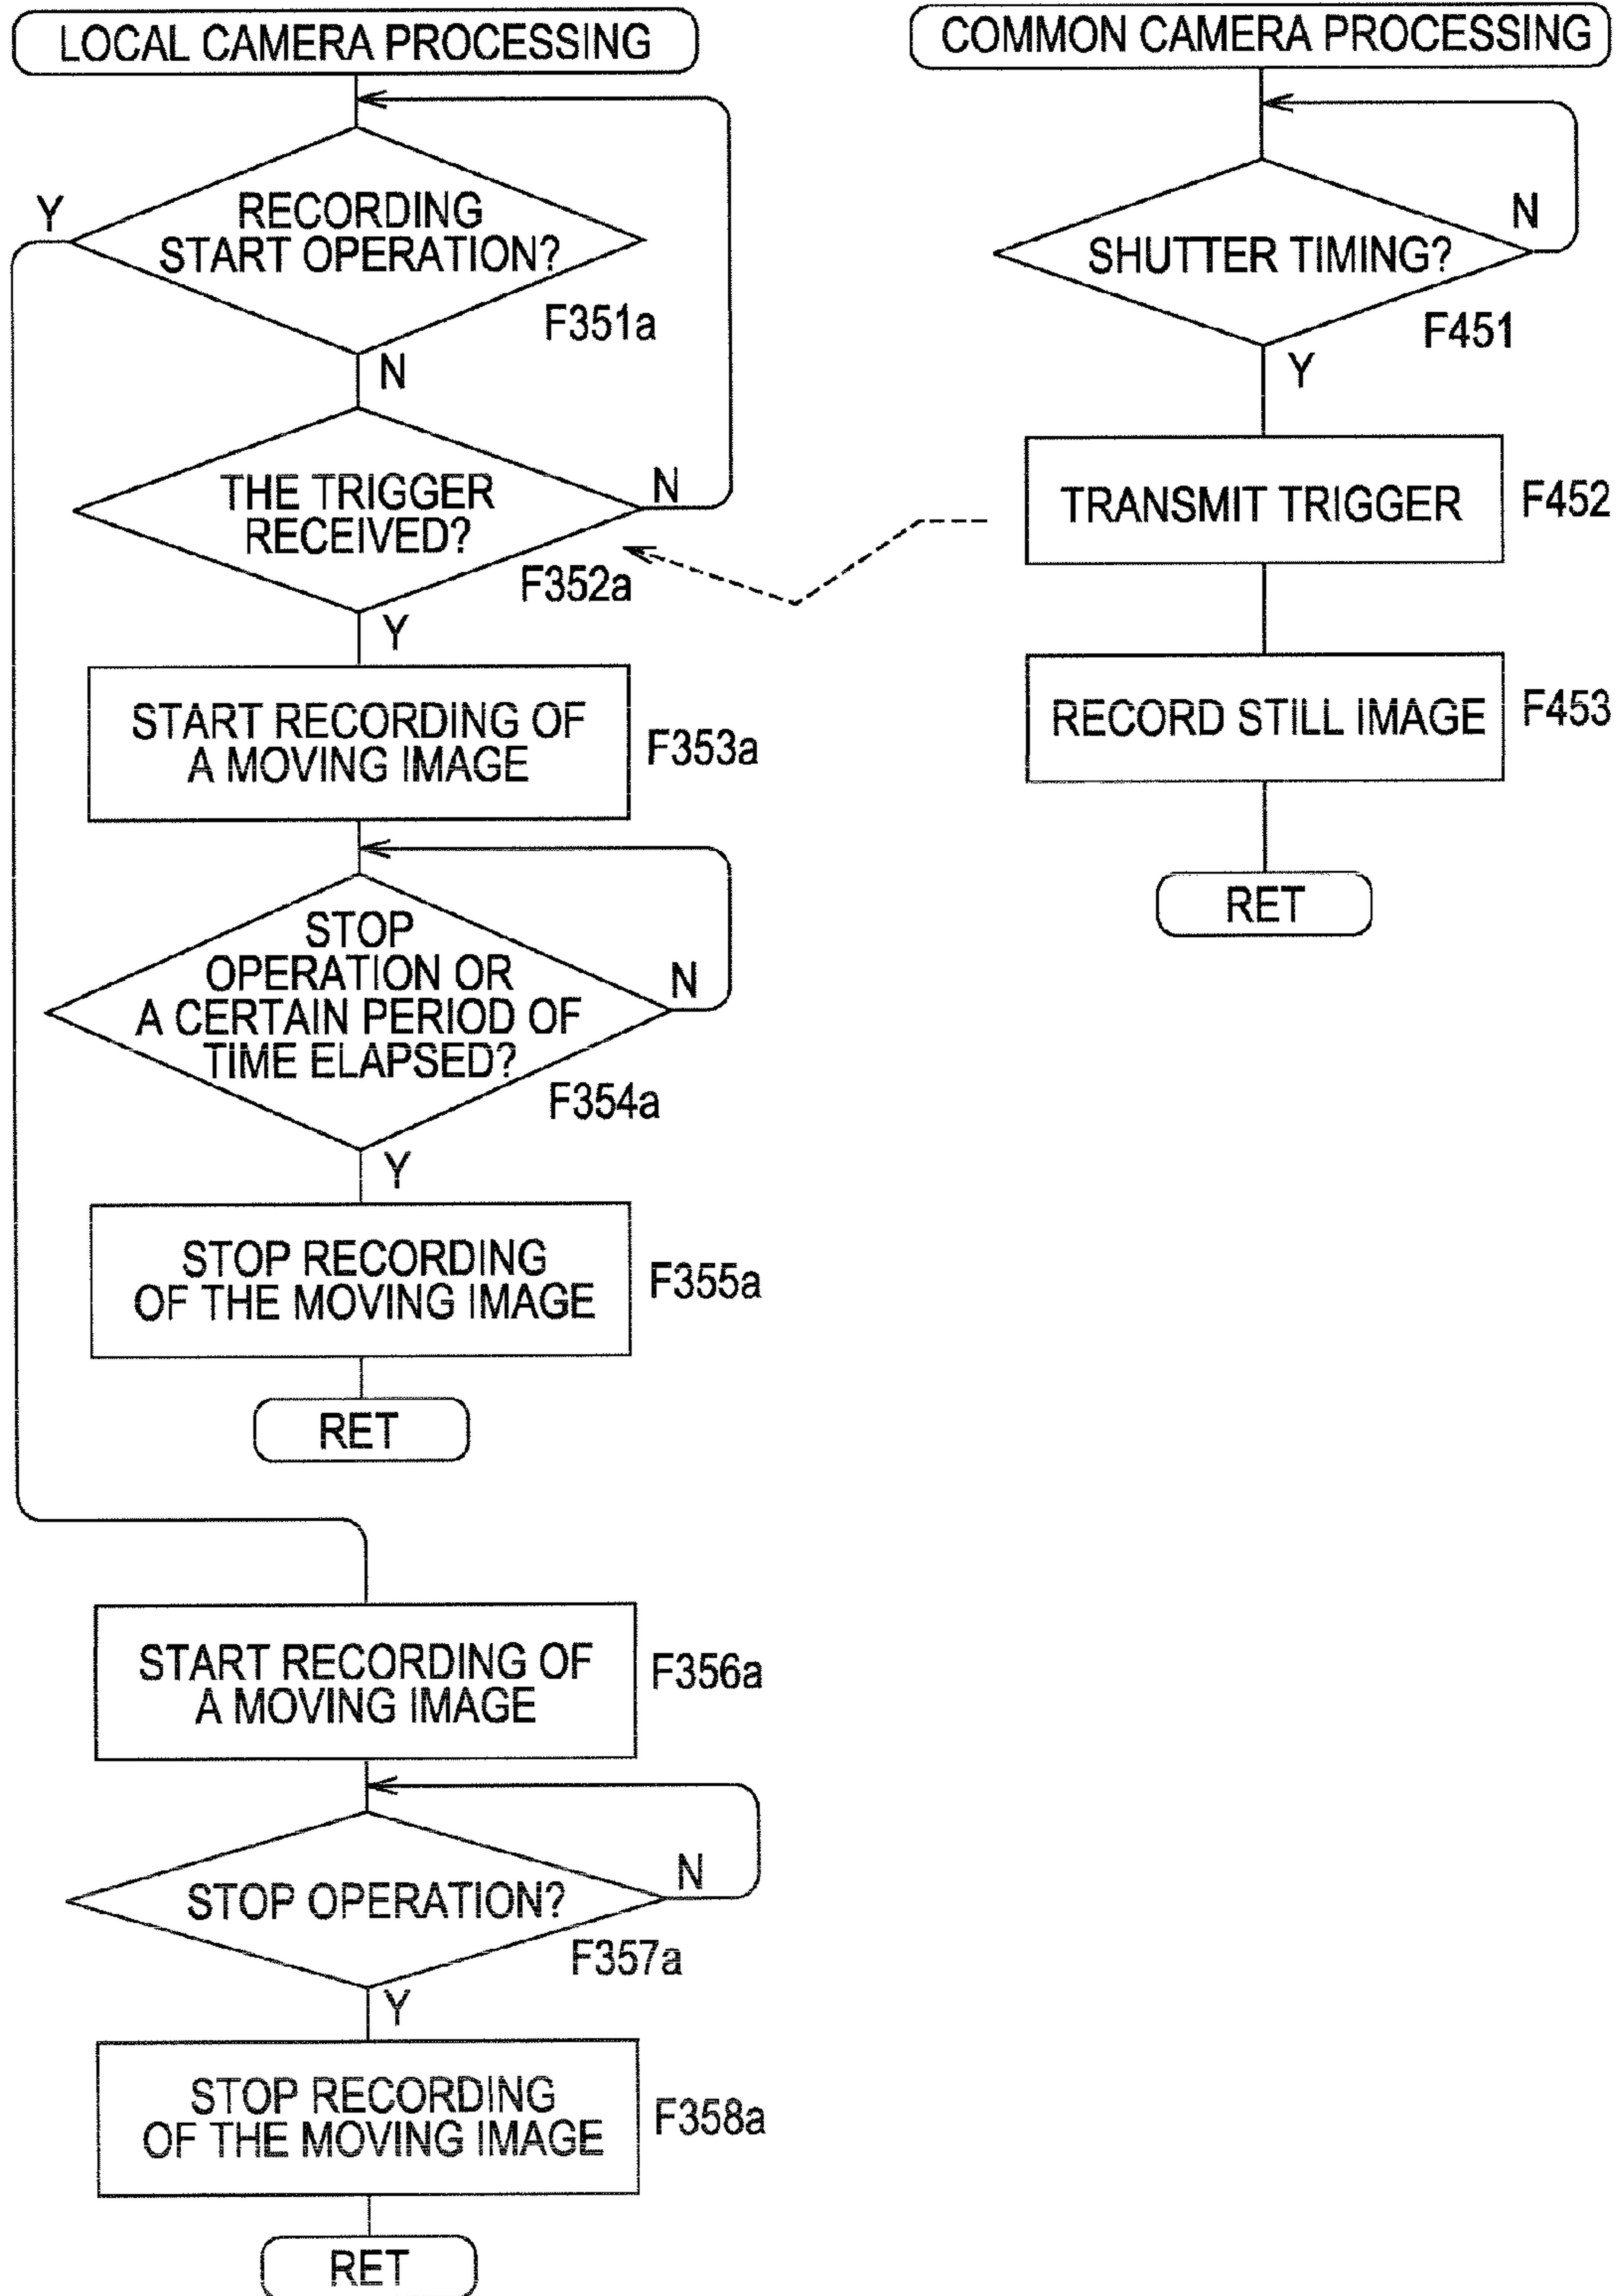 LOCAL CAMERA PROCESSING
Y
RECORDING
START OPERATION?
F351a
N
THE TRIGGER
RECEIVED?
N
F352a
Y
START RECORDING OF
A MOVING IMAGE
F353a
STOP
OPERATION OR
A CERTAIN PERIOD OF
TIME ELAPSED?
N
F354a
Y
STOP RECORDING
OF THE MOVING IMAGE
F355a
RET
START RECORDING OF
A MOVING IMAGE
F356a
STOP OPERATION?
N
F357a
Y
STOP RECORDING
OF THE MOVING IMAGE
F358a
RET
COMMON CAMERA PROCESSING
SHUTTER TIMING?
N
F451
Y
TRANSMIT TRIGGER
F452
RECORD STILL IMAGE
F453
RET